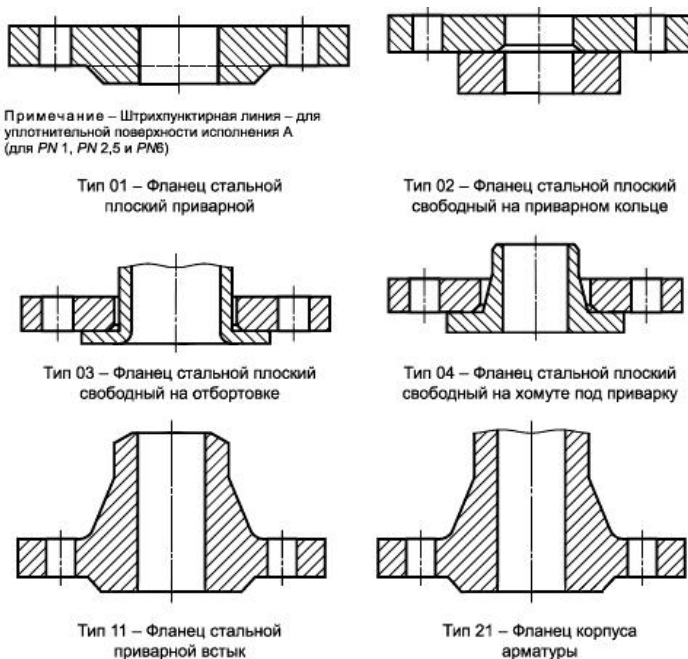 Примечание – Штрихпунктирная линия – для
уплотнительной поверхности исполнения А
(для PN 1, PN 2,5 и PN6)
Тип 01 – Фланец стальной
плоский приварной
Тип 02 – Фланец стальной плоский
свободный на приварном кольце
Тип 03 – Фланец стальной плоский
свободный на отбортовке
Тип 04 – Фланец стальной плоский
свободный на хомуте под приварку
Тип 11 – Фланец стальной
приварной встык
Тип 21 – Фланец корпуса
арматуры